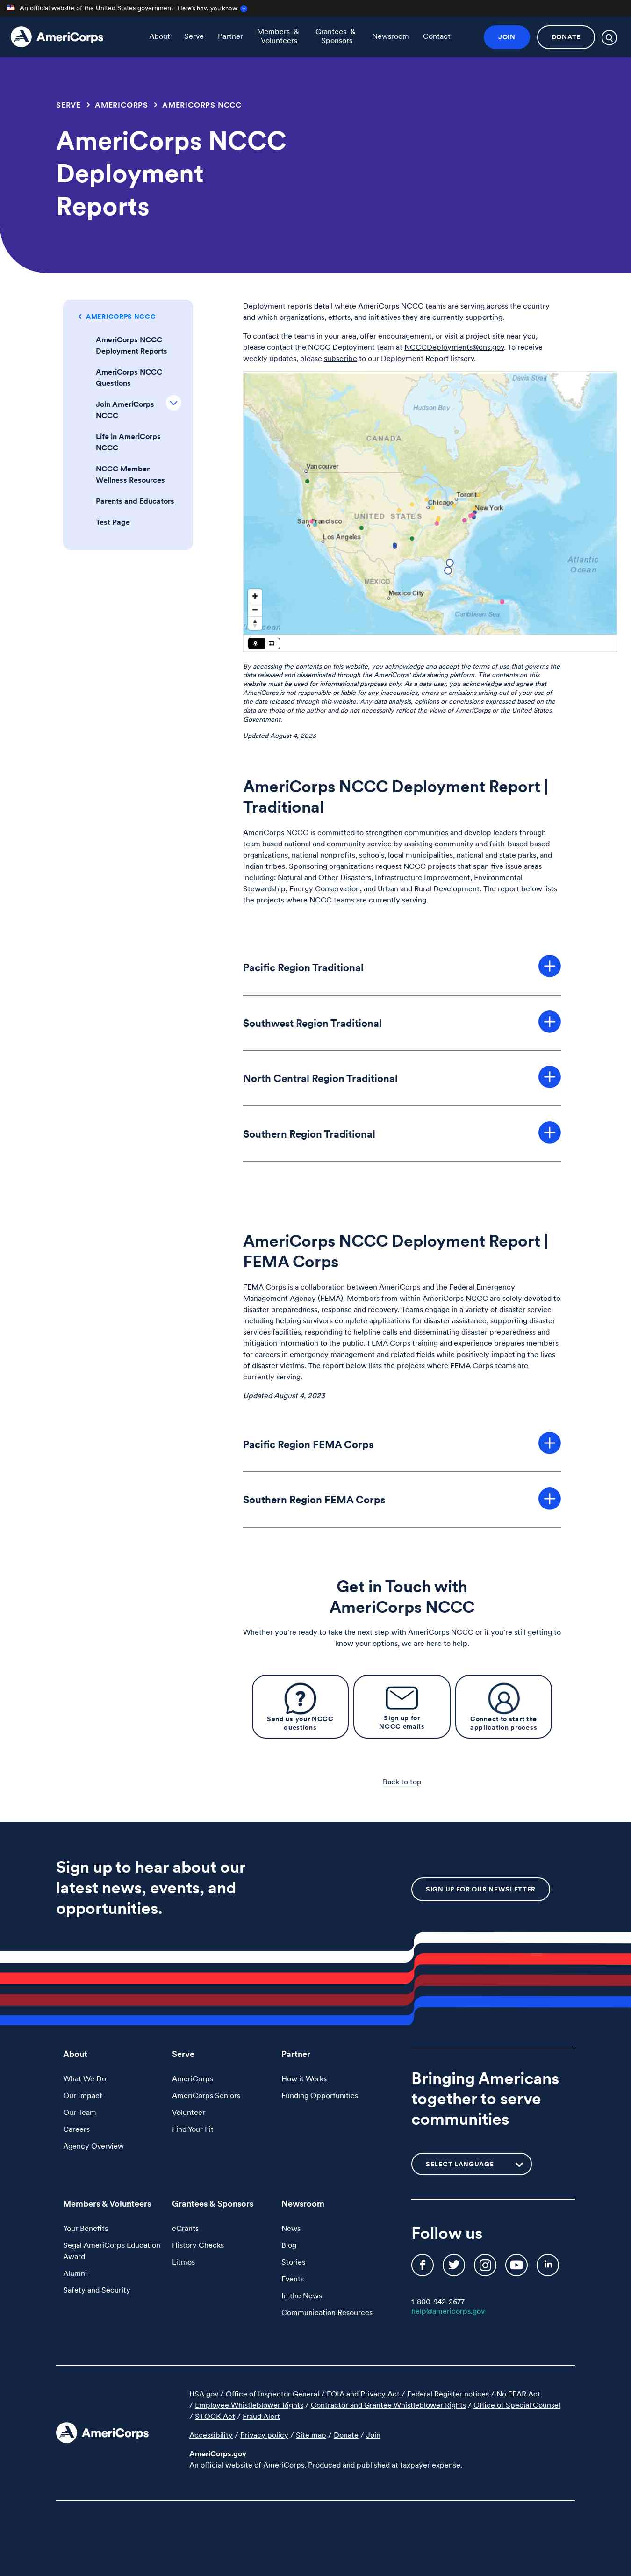 An official website of the United States government Here's how you know
AmeriCorps
About
Serve
Partner
Members &
Volunteers
Grantees &
Sponsors
Newsroom
Contact
JOIN
DONATE
SERVE > AMERICORPS > AMERICORPS NCCC
AmeriCorps NCCC
Deployment
Reports
AMERICORPS NCCC
AmeriCorps NCCC
Deployment Reports
AmeriCorps NCCC
Questions
Join AmeriCorps
NCCC
Life in AmeriCorps
NCCC
NCCC Member
Wellness Resources
Parents and Educators
Test Page
Deployment reports detail where AmeriCorps NCCC teams are serving across the country
and which organizations, efforts, and initiatives they are currently supporting.
To contact the teams in your area, offer encouragement, or visit a project site near you,
please contact the NCCC Deployment team at NCCCDeployments@cns.gov. To receive
weekly updates, please subscribe to our Deployment Report listserv.
Davis Strait
Hudson Bay
CANADA
Vancouver
Toront
Chicago
New York
UNITED STATES
San Francisco
Los Angeles
Atlantic
Ocean
MEXICO
Mexico City
Caribbean Sea
Ocean
By accessing the contents on this website, you acknowledge and accept the terms of use that governs the
data released and disseminated through the AmeriCorps' data sharing platform. The contents on this
website must be used for informational purposes only. As a data user, you acknowledge and agree that
AmeriCorps is not responsible or liable for any inaccuracies, errors or omissions arising out of your use of
the data released through this website. Any data analysis, opinions or conclusions expressed based on the
data are those of the author and do not necessarily reflect the views of AmeriCorps or the United States
Government.
Updated August 4, 2023
AmeriCorps NCCC Deployment Report |
Traditional
AmeriCorps NCCC is committed to strengthen communities and develop leaders through
team based national and community service by assisting community and faith-based based
organizations, national nonprofits, schools, local municipalities, national and state parks, and
Indian tribes. Sponsoring organizations request NCCC projects that span five issue areas
including: Natural and Other Disasters, Infrastructure Improvement, Environmental
Stewardship, Energy Conservation, and Urban and Rural Development. The report below lists
the projects where NCCC teams are currently serving.
Pacific Region Traditional
Southwest Region Traditional
North Central Region Traditional
Southern Region Traditional
AmeriCorps NCCC Deployment Report |
FEMA Corps
FEMA Corps is a collaboration between AmeriCorps and the Federal Emergency
Management Agency (FEMA). Members from within AmeriCorps NCCC are solely devoted to
disaster preparedness, response and recovery. Teams engage in a variety of disaster service
including helping survivors complete applications for disaster assistance, supporting disaster
services facilities, responding to helpline calls and disseminating disaster preparedness and
mitigation information to the public. FEMA Corps training and experience prepares members
for careers in emergency management and related fields while positively impacting the lives
of disaster victims. The report below lists the projects where FEMA Corps teams are
currently serving.
Updated August 4, 2023
Pacific Region FEMA Corps
Southern Region FEMA Corps
Get in Touch with
AmeriCorps NCCC
Whether you're ready to take the next step with AmeriCorps NCCC or if you're still getting to
know your options, we are here to help.
Send us your NCCC
questions
Sign up for
NCCC emails
Connect to start the
application process
Back to top
Sign up to hear about our
latest news, events, and
opportunities.
SIGN UP FOR OUR NEWSLETTER
About
What We Do
Our Impact
Our Team
Careers
Agency Overview
Serve
AmeriCorps
AmeriCorps Seniors
Volunteer
Find Your Fit
Partner
How it Works
Funding Opportunities
Bringing Americans
together to serve
communities
SELECT LANGUAGE
Members & Volunteers
Your Benefits
Segal AmeriCorps Education
Award
Alumni
Safety and Security
Grantees & Sponsors
eGrants
History Checks
Litmos
Newsroom
News
Blog
Stories
Events
In the News
Communication Resources
Follow us
1-800-942-2677
help@americorps.gov
AmeriCorps
USA.gov / Office of Inspector General / FOIA and Privacy Act / Federal Register notices / No FEAR Act
/ Employee Whistleblower Rights / Contractor and Grantee Whistleblower Rights / Office of Special Counsel
/ STOCK Act / Fraud Alert
Accessibility / Privacy policy / Site map / Donate / Join
AmeriCorps.gov
An official website of AmeriCorps. Produced and published at taxpayer expense.